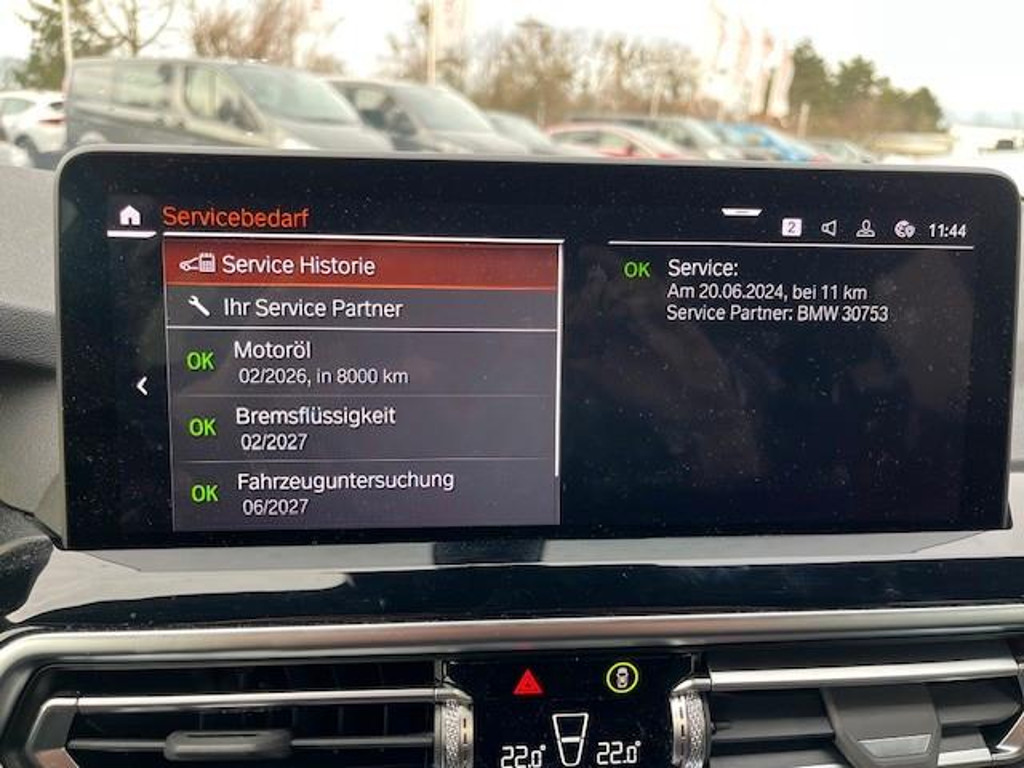 Servicebedarf
2
11:44
Service Historie
Ihr Service Partner
OK Motoröl
02/2026, in 8000 km
OK Bremsflüssigkeit
02/2027
OK Fahrzeuguntersuchung
06/2027
OK Service:
Am 20.06.2024, bei 11 km
Service Partner: BMW 30753
22.0° 22.0°